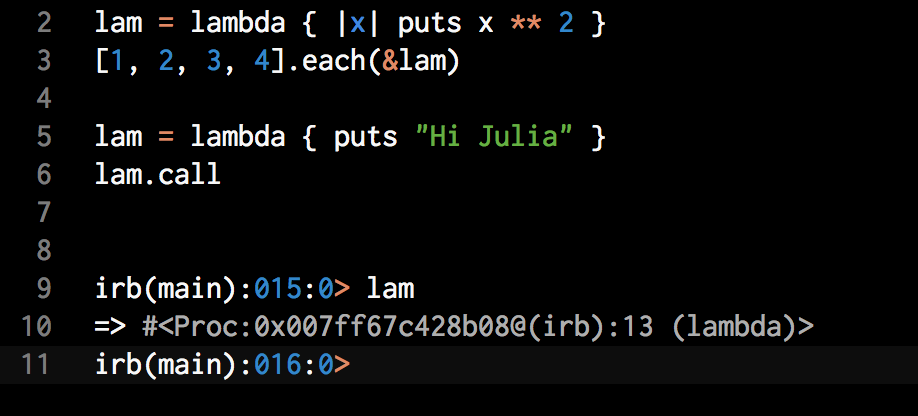 2 lam = lambda { |x| puts x ** 2 }
3 [1, 2, 3, 4].each(&lam)
4
5 lam = lambda { puts "Hi Julia" }
6 lam.call
7
8
9 irb(main):015:0> lam
10 => #<Proc:0x007ff67c428b08@(irb):13 (lambda)>
11 irb(main):016:0>